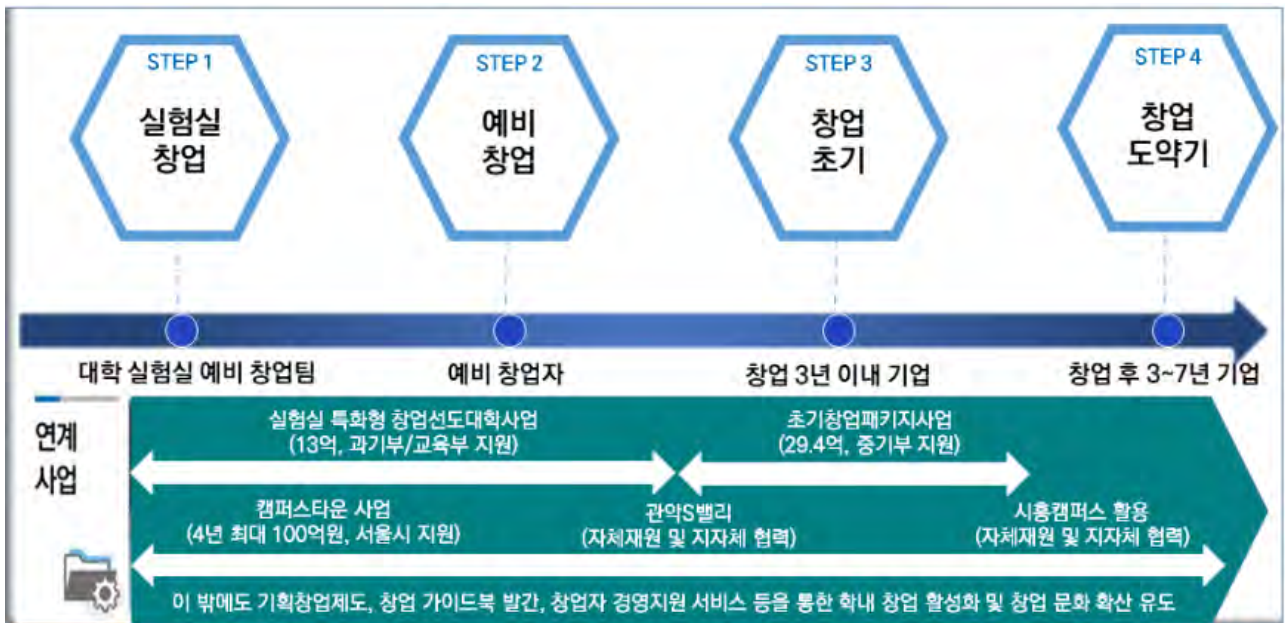 STEP 1
실험실
창업
STEP 2
예비
창업
STEP 3
창업
초기
STEP 4
창업
도약기
대학 실험실 예비 창업팀
예비 창업자
창업 3년 이내 기업
창업 후 3~7년 기업
연계
사업
실험실 특화형 창업선도대학사업
(13억, 과기부/교육부 지원)
초기창업패키지사업
(29.4억, 중기부 지원)
캠퍼스타운 사업
(4년 최대 100억원, 서울시 지원)
관악S밸리
(자체재원 및 지자체 협력)
시흥캠퍼스 활용
(자체재원 및 지자체 협력)
이 밖에도 기획창업제도, 창업 가이드북 발간, 창업자 경영지원 서비스 등을 통한 학내 창업 활성화 및 창업 문화 확산 유도